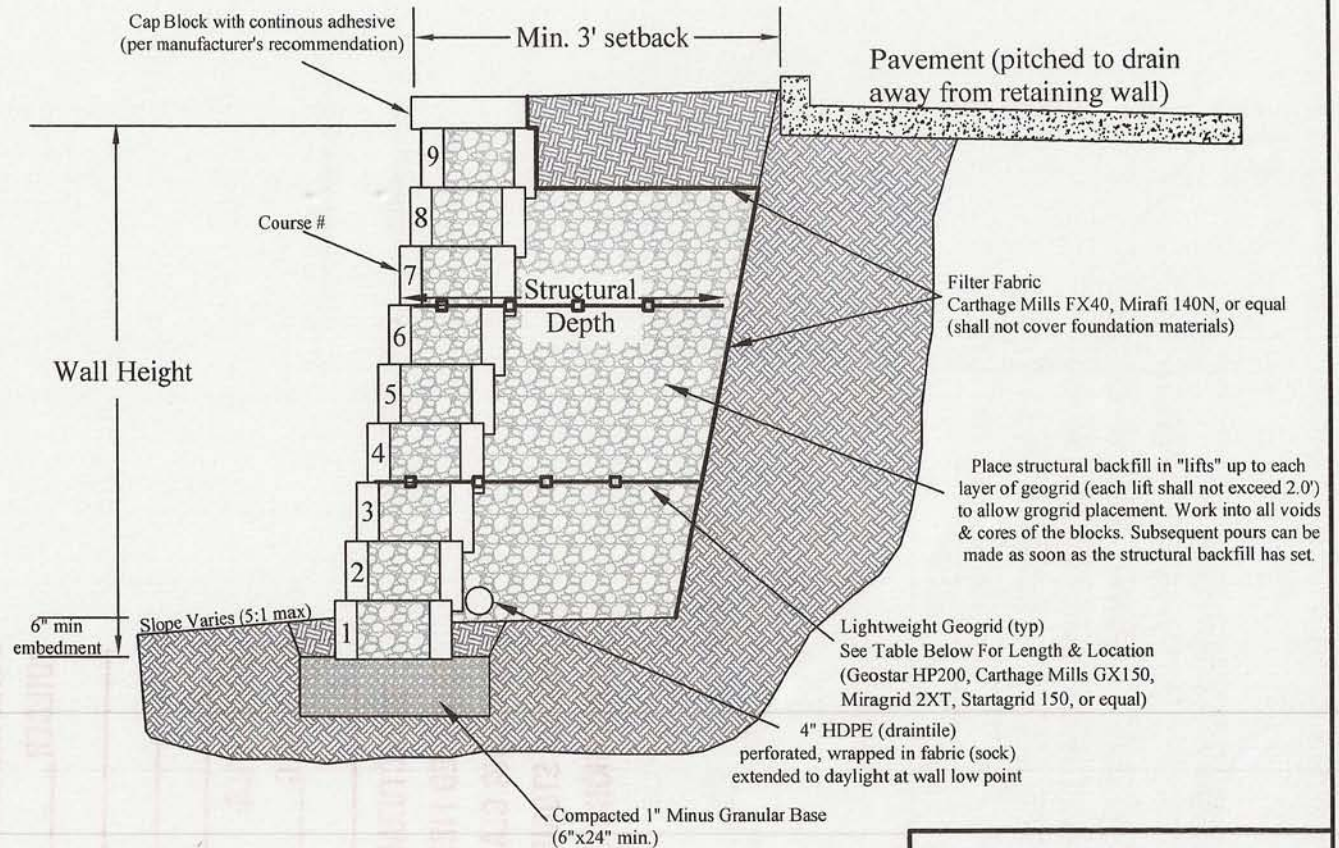 Cap Block with continous adhesive
(per manufacturer's recommendation)
Min. 3' setback
Pavement (pitched to drain
away from retaining wall)
9
8
Course #
7
Structural
Depth
Filter Fabric
Carthage Mills FX40, Mirafi 140N, or equal
(shall not cover foundation materials)
6
Wall Height
5
4
Place structural backfill in "lifts" up to each
layer of geogrid (each lift shall not exceed 2.0')
to allow grogrid placement. Work into all voids
& cores of the blocks. Subsequent pours can be
made as soon as the structural backfill has set.
3
2
Slope Varies (5:1 max)
1
6" min
embedment
Lightweight Geogrid (typ)
See Table Below For Length & Location
(Geostar HP200, Carthage Mills GX150,
Miragrid 2XT, Startagrid 150, or equal)
4" HDPE (draintile)
perforated, wrapped in fabric (sock)
extended to daylight at wall low point
Compacted 1" Minus Granular Base
(6"x24" min.)